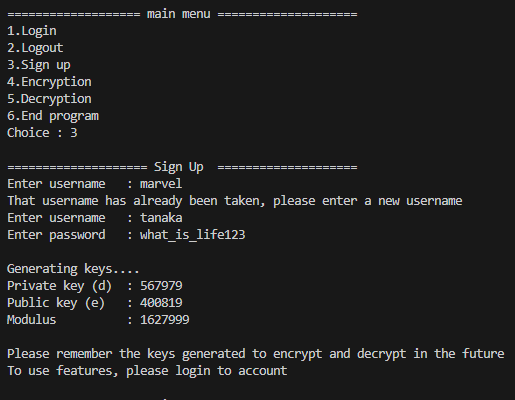 =================== main menu ====================
1.Login
2.Logout
3.Sign up
4.Encryption
5.Decryption
6.End program
Choice : 3
==================== Sign Up  ====================
Enter username   : marvel
That username has already been taken, please enter a new username
Enter username   : tanaka
Enter password   : what_is_life123
Generating keys....
Private key (d)  : 567979
Public key (e)   : 400819
Modulus          : 1627999
Please remember the keys generated to encrypt and decrypt in the future
To use features, please login to account